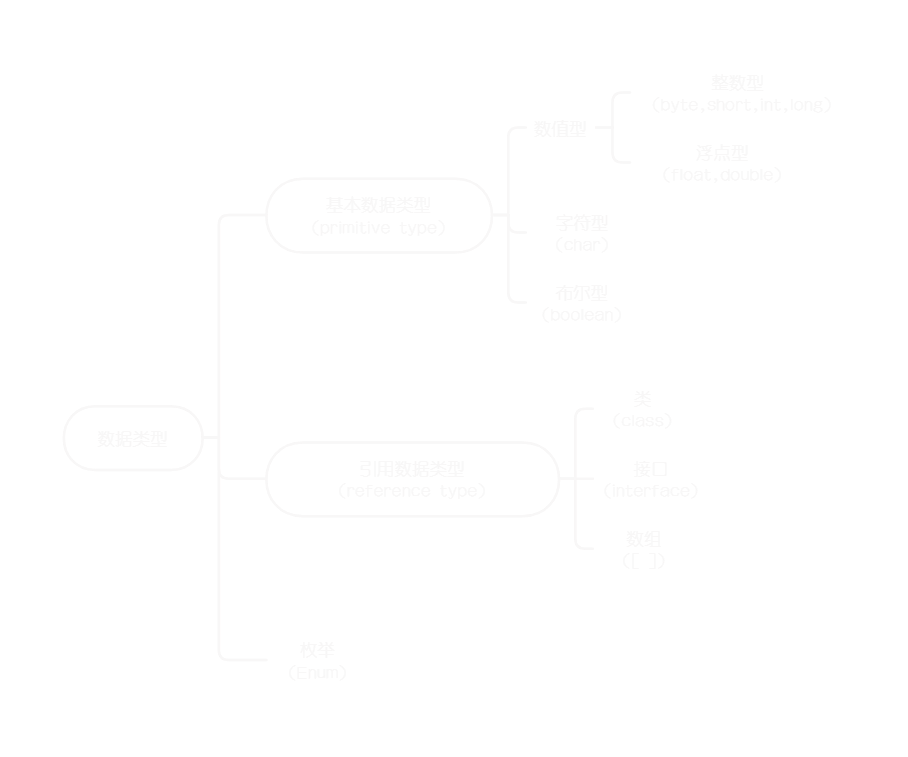 整数型
(byte,short,int,long)
数值型
浮点型
(float,double)
基本数据类型
(primitive type)
字符型
(char)
布尔型
(boolean)
类
(class)
数据类型
引用数据类型
(refarence type)
接口
(interface)
数组
([ ])
枚举
(Enum)